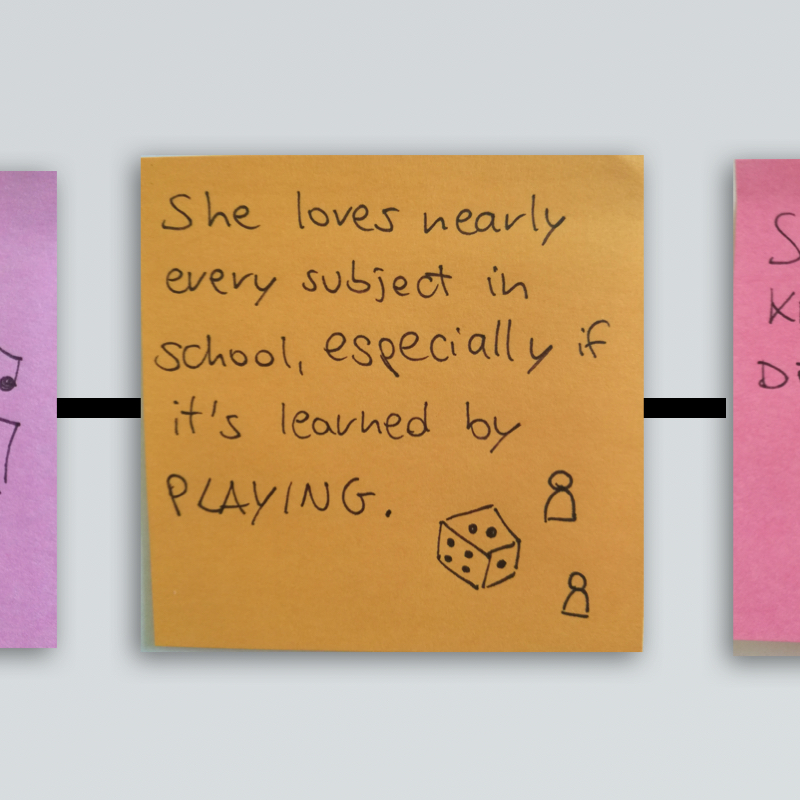 She loves nearly
every subject in
school, especially if
it's learned by
PLAYING.